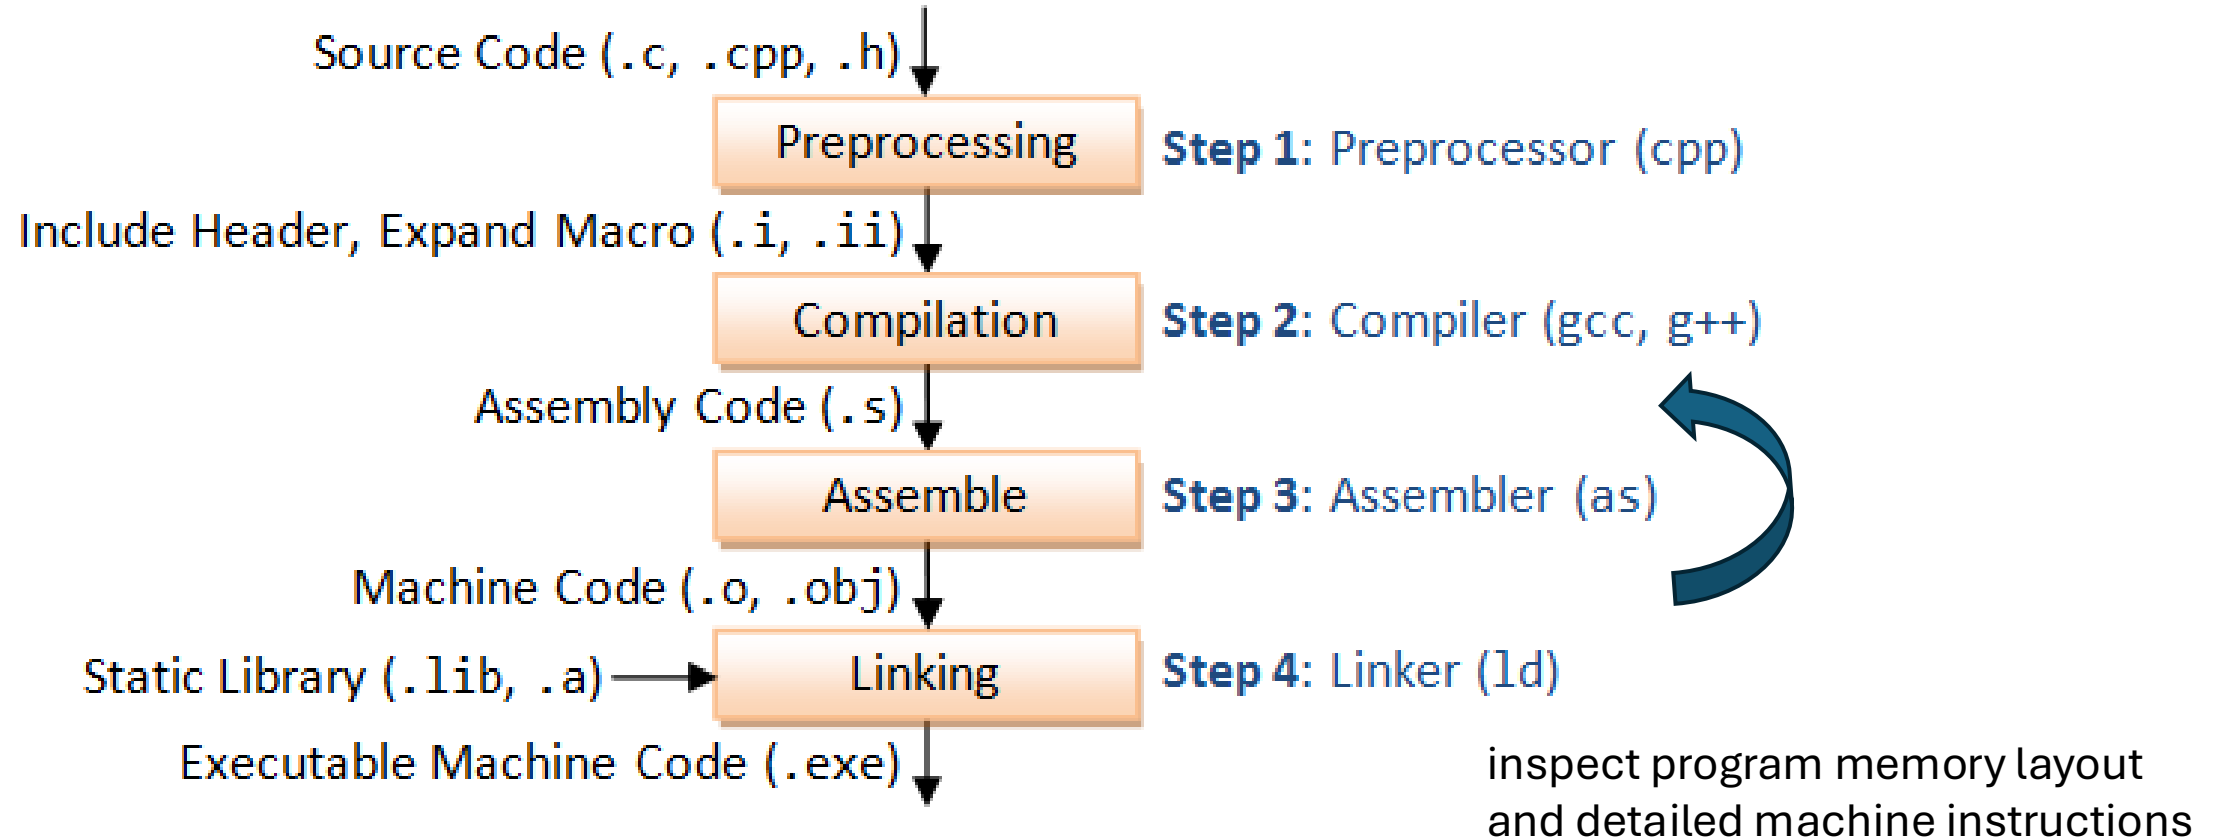 Source Code (.c, .cpp, .h)
Preprocessing
Step 1: Preprocessor (cpp)
Include Header, Expand Macro (.i, .ii)
Compilation
Step 2: Compiler (gcc, g++)
Assembly Code (.s)
Assemble
Step 3: Assembler (as)
Machine Code (.o, .obj)
Static Library (.lib, .a)
Linking
Step 4: Linker (ld)
Executable Machine Code (.exe)
inspect program memory layout
and detailed machine instructions